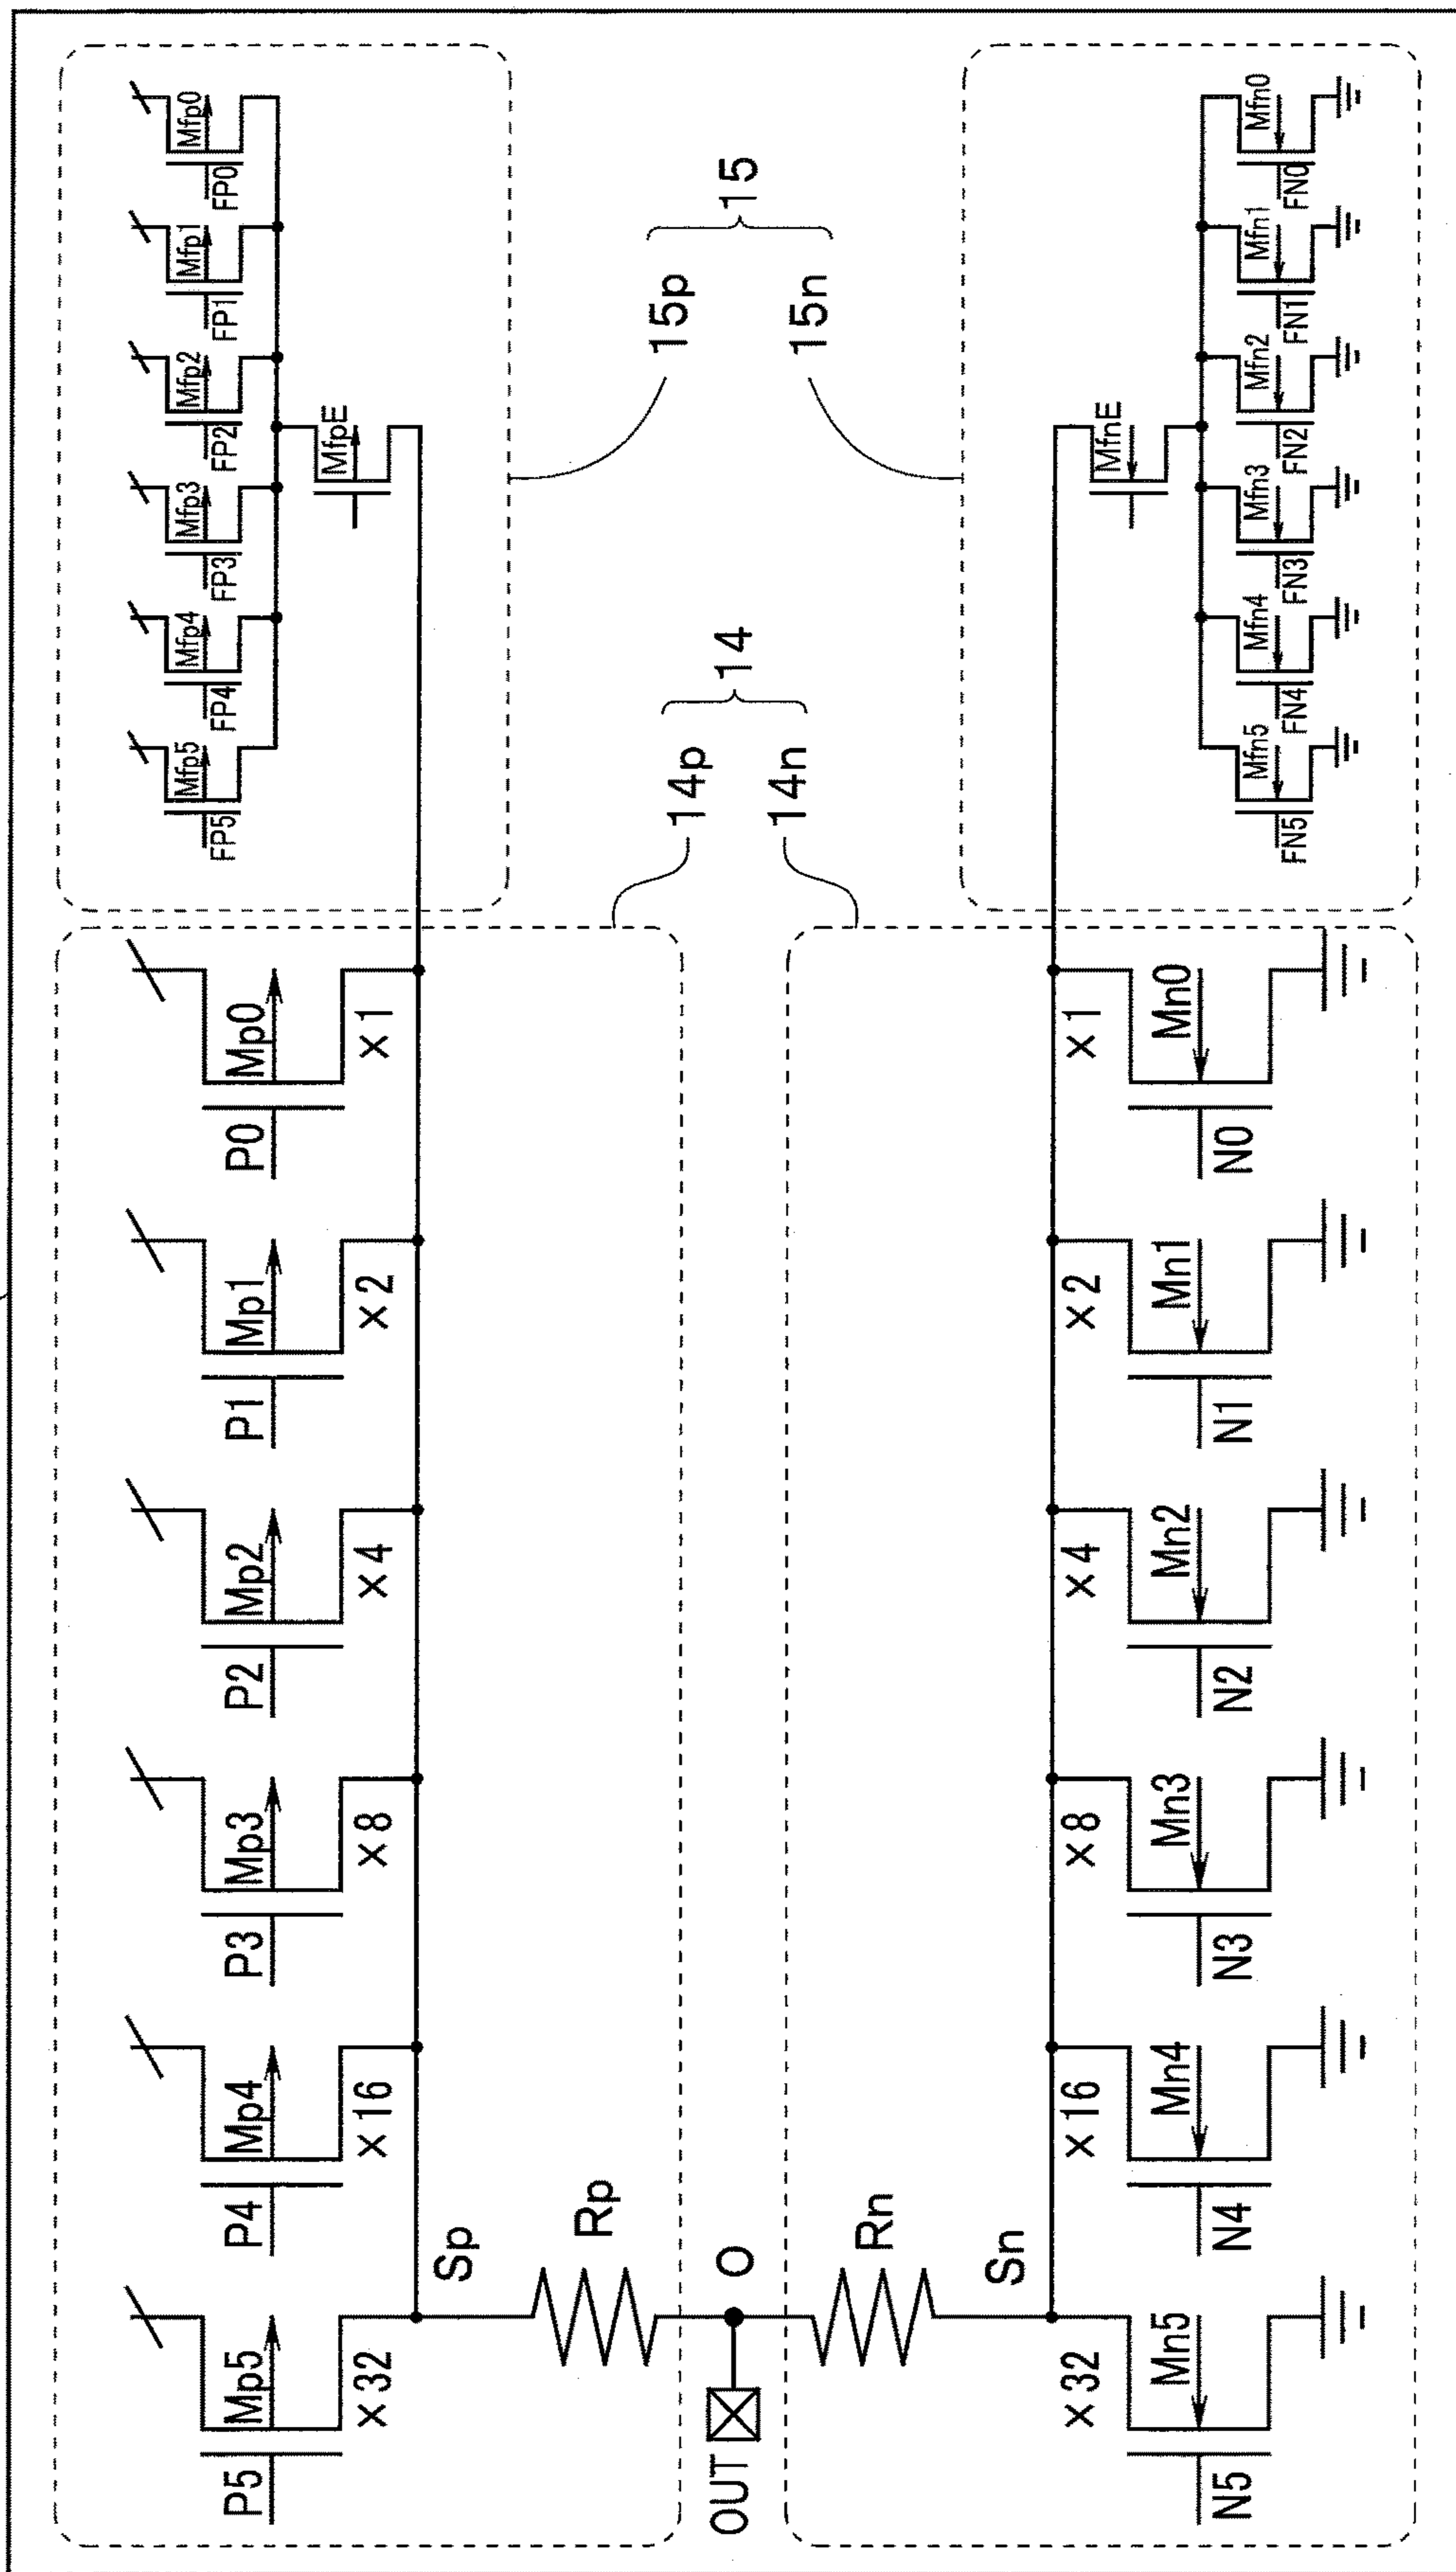 Mfp5 Mfp4 Mfp3 Mfp2 Mfp1 Mfp0
FP5 FP4 FP3 FP2 FP1 FP0
MfpE
Mp5 Mp4 Mp3 Mp2 Mp1 Mp0
P5 P4 P3 P2 P1 P0
×32 ×16 ×8 ×4 ×2 ×1
Sp
Rp
14p 15p
14 15
14n 15n
OUT O
Rn
Sn
×32 ×16 ×8 ×4 ×2 ×1
MfnE
Mn5 Mn4 Mn3 Mn2 Mn1 Mn0
N5 N4 N3 N2 N1 N0
Mfn5 Mfn4 Mfn3 Mfn2 Mfn1 Mfn0
FN5 FN4 FN3 FN2 FN1 FN0